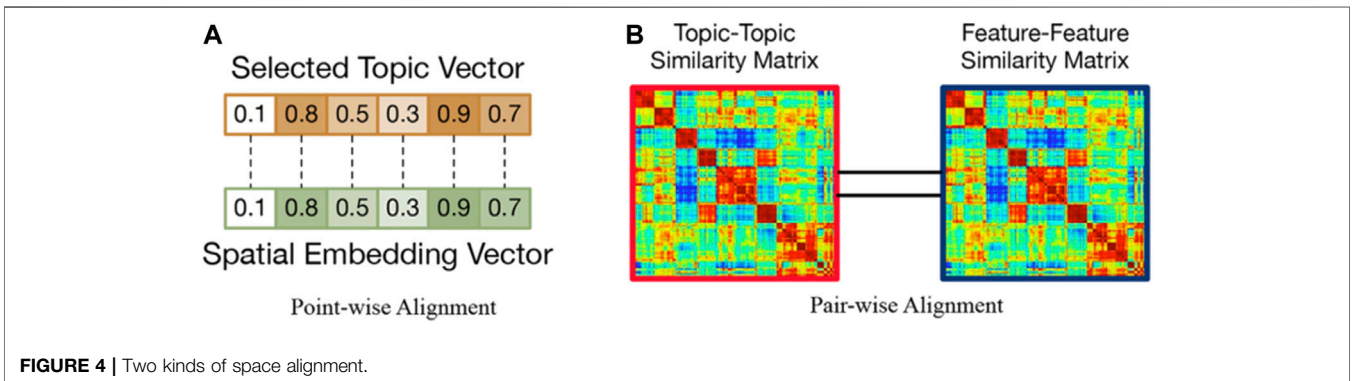 A
Selected Topic Vector
0.1 0.8 0.5 0.3 0.9 0.7
0.1 0.8 0.5 0.3 0.9 0.7
Spatial Embedding Vector
Point-wise Alignment
B
Topic-Topic
Similarity Matrix
Feature-Feature
Similarity Matrix
Pair-wise Alignment
FIGURE 4 | Two kinds of space alignment.